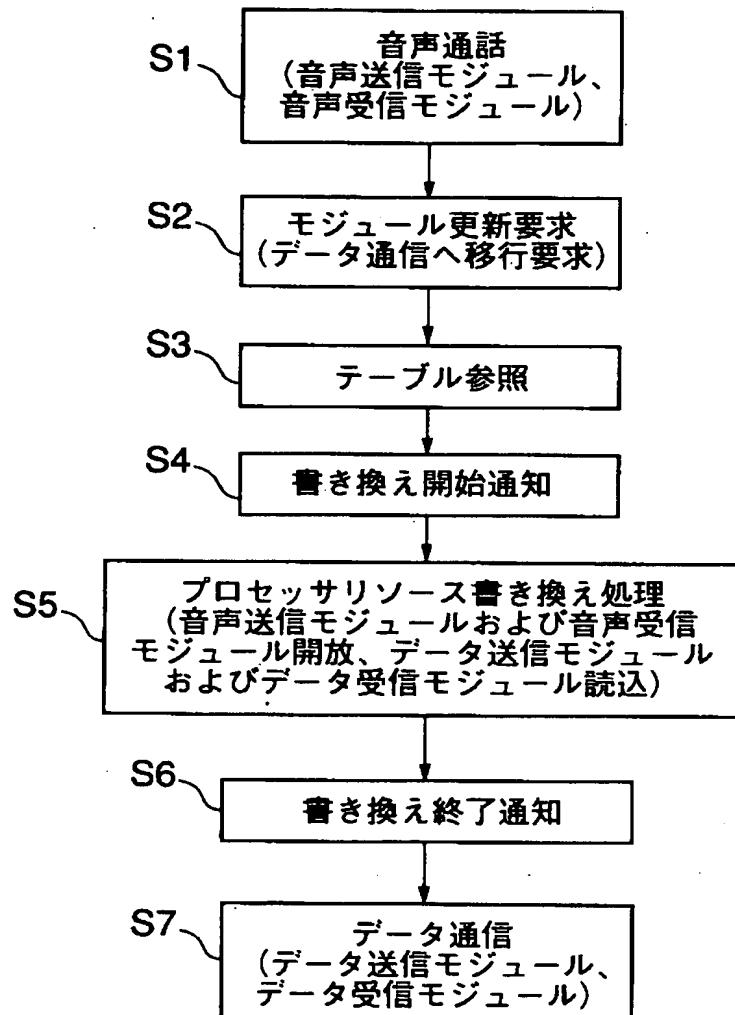 S1
音声通話
(音声送信モジュール、
音声受信モジュール)
S2
モジュール更新要求
(データ通信へ移行要求)
S3
テーブル参照
S4
書き換え開始通知
S5
プロセッサリソース書き換え処理
(音声送信モジュールおよび音声受信
モジュール開放、データ送信モジュール
およびデータ受信モジュール読込)
S6
書き換え終了通知
S7
データ通信
(データ送信モジュール、
データ受信モジュール)